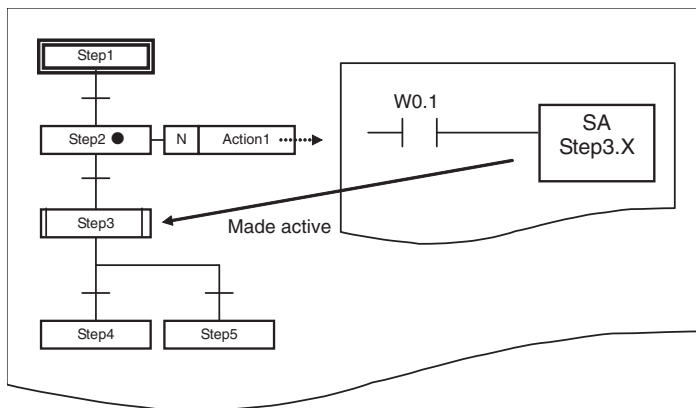 Step1
W0.1
SA
Step3.X
Step2
N
Action1
Step3
Made active
Step4
Step5